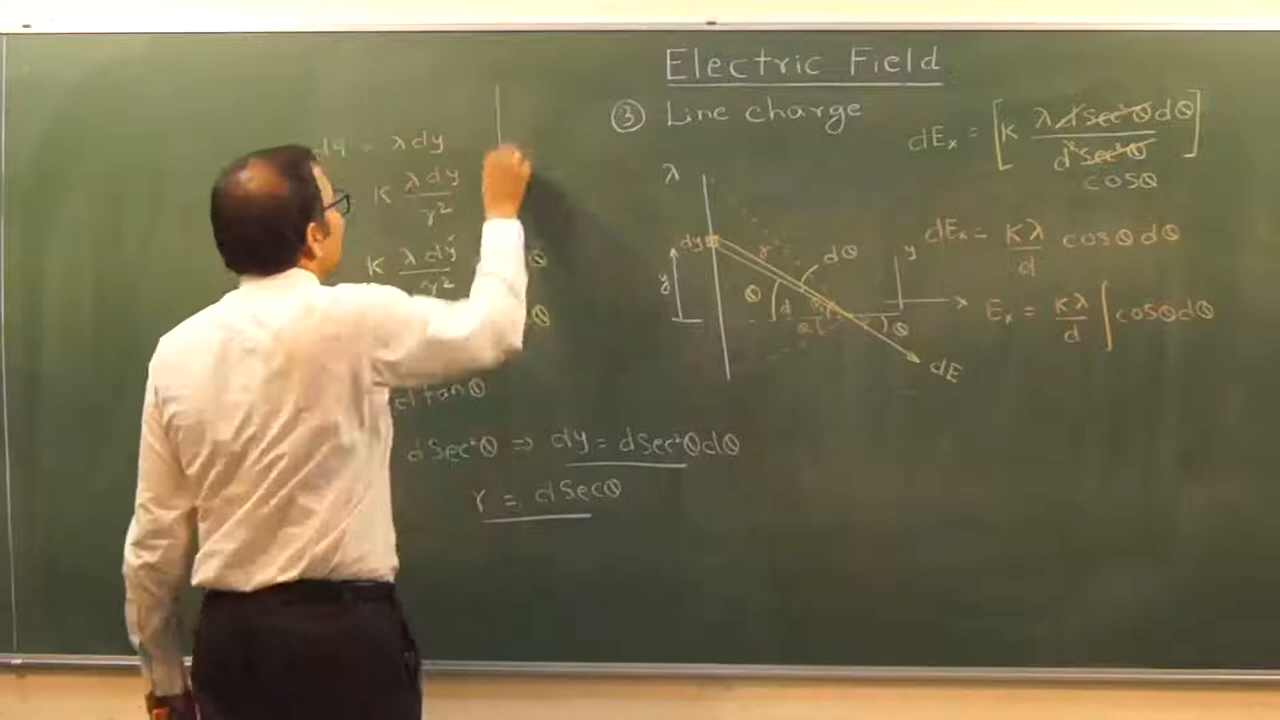 Electric Field
③ Line charge
dEₓ = [K λ d sec²θ dθ / d² sec²θ]
cosθ
dq = λdy
λ
K λdy / r²
dy
r
dθ
y
dEₓ = Kλ / d cosθ dθ
K λdy / r²
θ
y
θ
d
θ
θ
Eₓ = Kλ / d ∫ cosθ dθ
θ
dE
d tanθ
d sec²θ ⇒ dy = d sec²θ dθ
r = d secθ